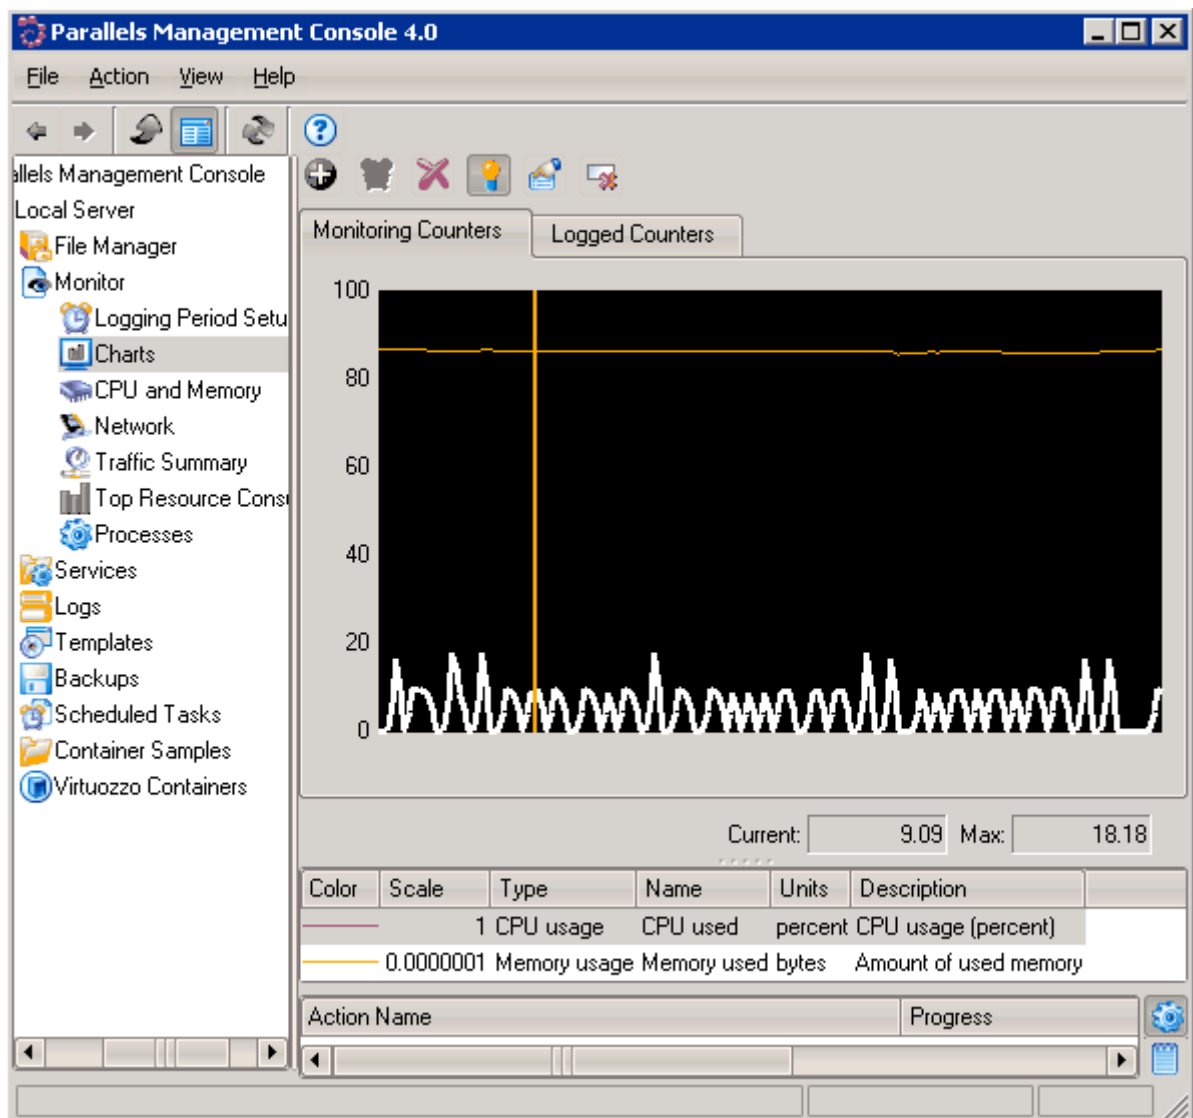 Parallels Management Console 4.0
File Action View Help
allels Management Console
Local Server
File Manager
Monitor
Logging Period Setu
Charts
CPU and Memory
Network
Traffic Summary
Top Resource Cons
Processes
Services
Logs
Templates
Backups
Scheduled Tasks
Container Samples
Virtuozzo Containers
Monitoring Counters Logged Counters
100
80
60
40
20
0
Current: 9.09 Max: 18.18
Color Scale Type Name Units Description
1 CPU usage CPU used percent CPU usage (percent)
0.0000001 Memory usage Memory used bytes Amount of used memory
Action Name Progress